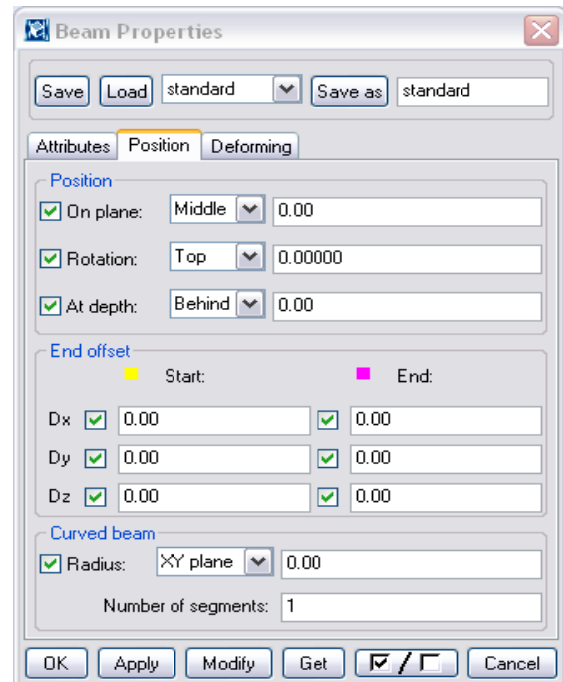 Beam Properties
Save Load standard Save as standard
Attributes Position Deforming
Position
On plane: Middle 0.00
Rotation: Top 0.00000
At depth: Behind 0.00
End offset
Start: End:
Dx 0.00 0.00
Dy 0.00 0.00
Dz 0.00 0.00
Curved beam
Radius: XY plane 0.00
Number of segments: 1
OK Apply Modify Get / Cancel